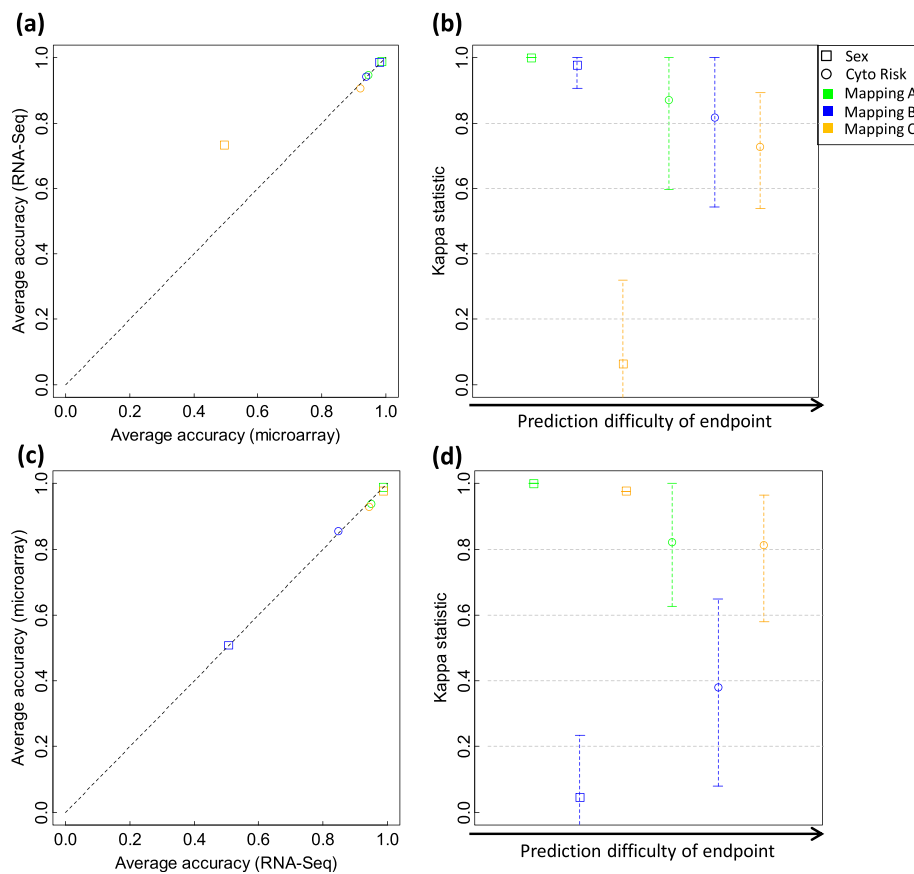 (a)
Average accuracy (RNA-Seq)
0.0 0.2 0.4 0.6 0.8 1.0
0.0 0.2 0.4 0.6 0.8 1.0
Average accuracy (microarray)
(b)
Kappa statistic
0.0 0.2 0.4 0.6 0.8 1.0
Prediction difficulty of endpoint
Sex
Cyto Risk
Mapping A
Mapping B
Mapping C
(c)
Average accuracy (microarray)
0.0 0.2 0.4 0.6 0.8 1.0
0.0 0.2 0.4 0.6 0.8 1.0
Average accuracy (RNA-Seq)
(d)
Kappa statistic
0.0 0.2 0.4 0.6 0.8 1.0
Prediction difficulty of endpoint